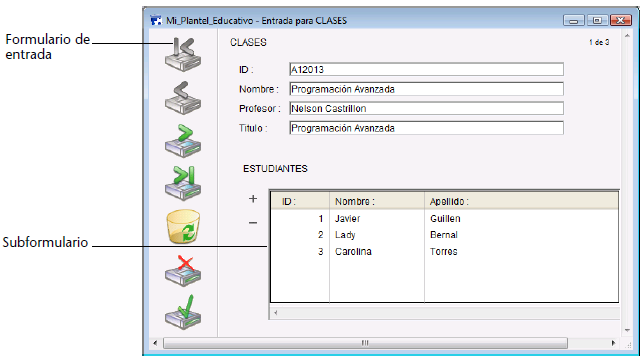 Mi_Plantel_Educativo - Entrada para CLASES
Formulario de
entrada
CLASES
1 de 3
ID :
A12013
Nombre :
Programación Avanzada
Profesor :
Nelson Castrillon
Titulo :
Programación Avanzada
ESTUDIANTES
+
−
ID : Nombre : Apellido :
1 Javier Guillen
2 Lady Bernal
3 Carolina Torres
Subformulario